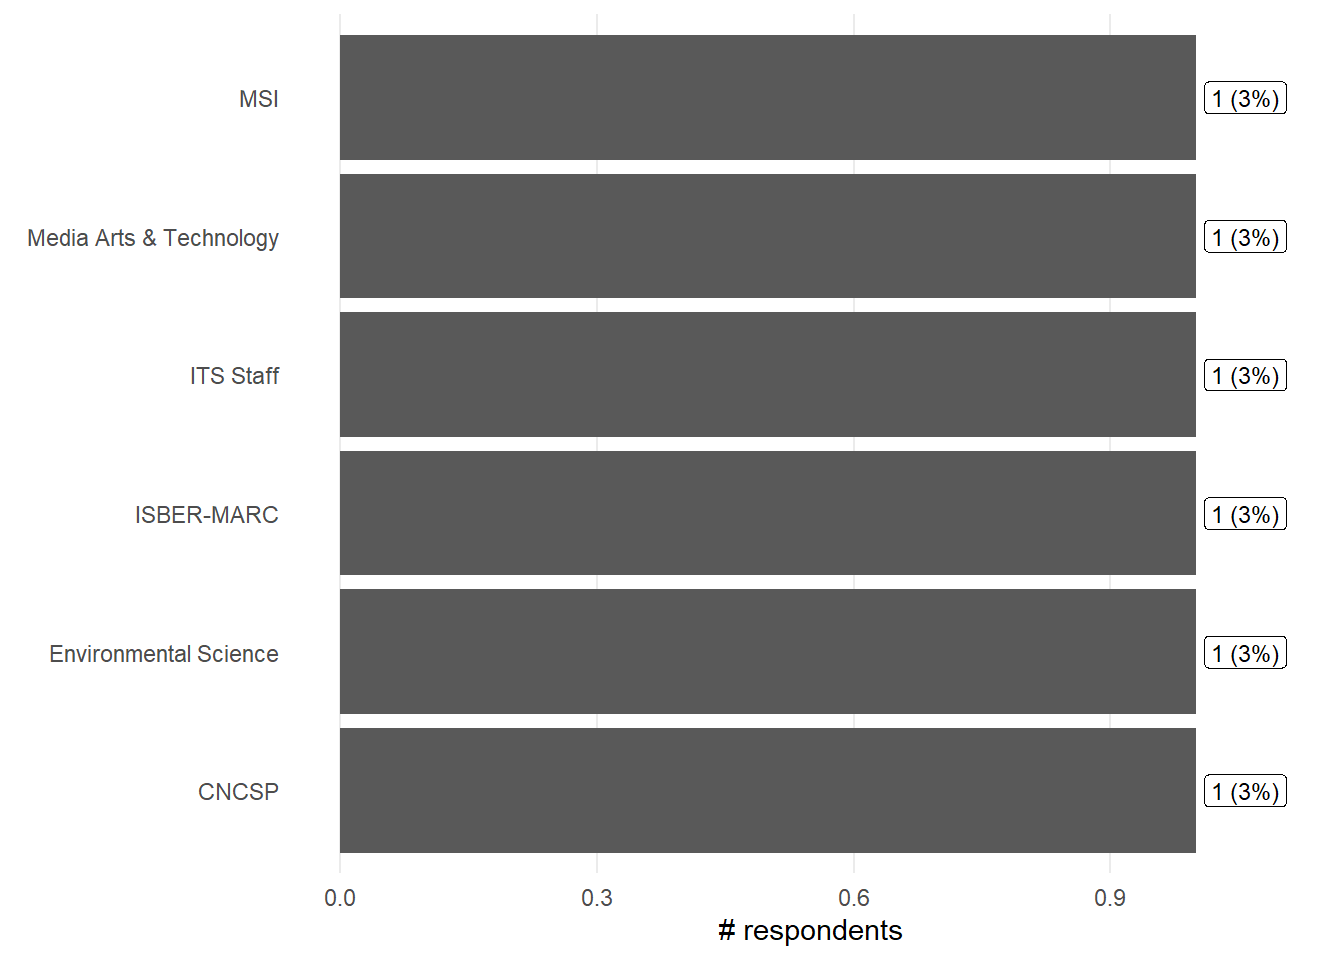 MSI 1 (3%)
Media Arts & Technology 1 (3%)
ITS Staff 1 (3%)
ISBER-MARC 1 (3%)
Environmental Science 1 (3%)
CNCSP 1 (3%)
0.0 0.3 0.6 0.9
# respondents